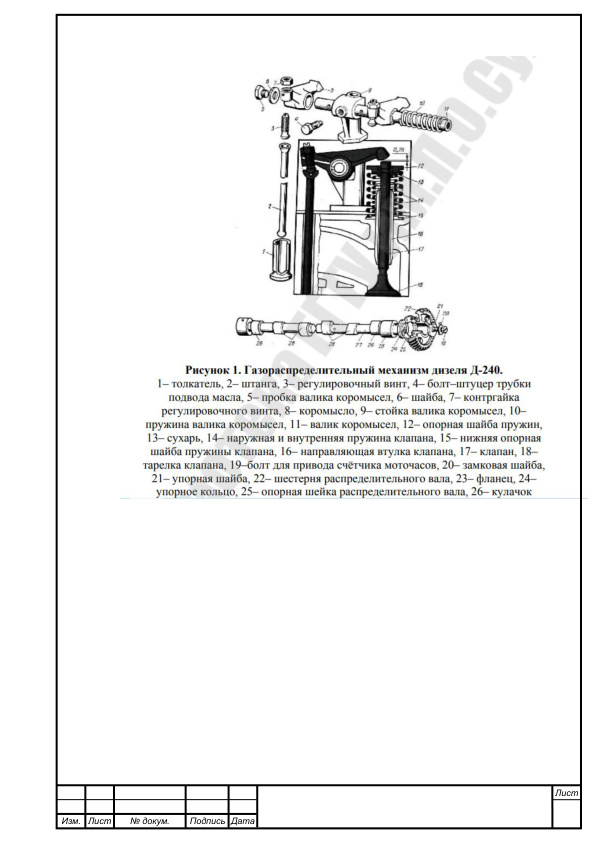 Рисунок 1. Газораспределительный механизм дизеля Д-240.
1– толкатель, 2– штанга, 3– регулировочный винт, 4– болт–штуцер трубки
подвода масла, 5– пробка валика коромысел, 6– шайба, 7– контргайка
регулировочного винта, 8– коромысло, 9– стойка валика коромысел, 10–
пружина валика коромысел, 11– валик коромысел, 12– опорная шайба пружин,
13– сухарь, 14– наружная и внутренняя пружина клапана, 15– нижняя опорная
шайба пружины клапана, 16– направляющая втулка клапана, 17– клапан, 18–
тарелка клапана, 19–болт для привода счётчика моточасов, 20– замковая шайба,
21– упорная шайба, 22– шестерня распределительного вала, 23– фланец, 24–
упорное кольцо, 25– опорная шейка распределительного вала, 26– кулачок
Лист
Изм. Лист № докум. Подпись Дата